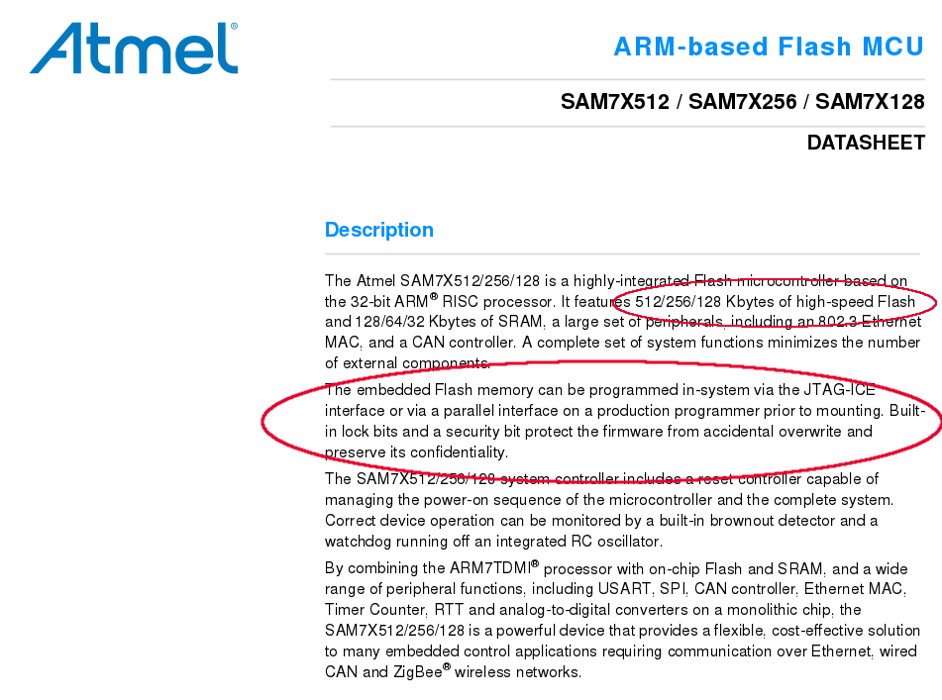 Atmel®
ARM-based Flash MCU
SAM7X512 / SAM7X256 / SAM7X128
DATASHEET
Description
The Atmel SAM7X512/256/128 is a highly-integrated Flash microcontroller based on
the 32-bit ARM® RISC processor. It features 512/256/128 Kbytes of high-speed Flash
and 128/64/32 Kbytes of SRAM, a large set of peripherals, including an 802.3 Ethernet
MAC, and a CAN controller. A complete set of system functions minimizes the number
of external components.
The embedded Flash memory can be programmed in-system via the JTAG-ICE
interface or via a parallel interface on a production programmer prior to mounting. Built-
in lock bits and a security bit protect the firmware from accidental overwrite and
preserve its confidentiality.
The SAM7X512/256/128 system controller includes a reset controller capable of
managing the power-on sequence of the microcontroller and the complete system.
Correct device operation can be monitored by a built-in brownout detector and a
watchdog running off an integrated RC oscillator.
By combining the ARM7TDMI® processor with on-chip Flash and SRAM, and a wide
range of peripheral functions, including USART, SPI, CAN controller, Ethernet MAC,
Timer Counter, RTT and analog-to-digital converters on a monolithic chip, the
SAM7X512/256/128 is a powerful device that provides a flexible, cost-effective solution
to many embedded control applications requiring communication over Ethernet, wired
CAN and ZigBee® wireless networks.